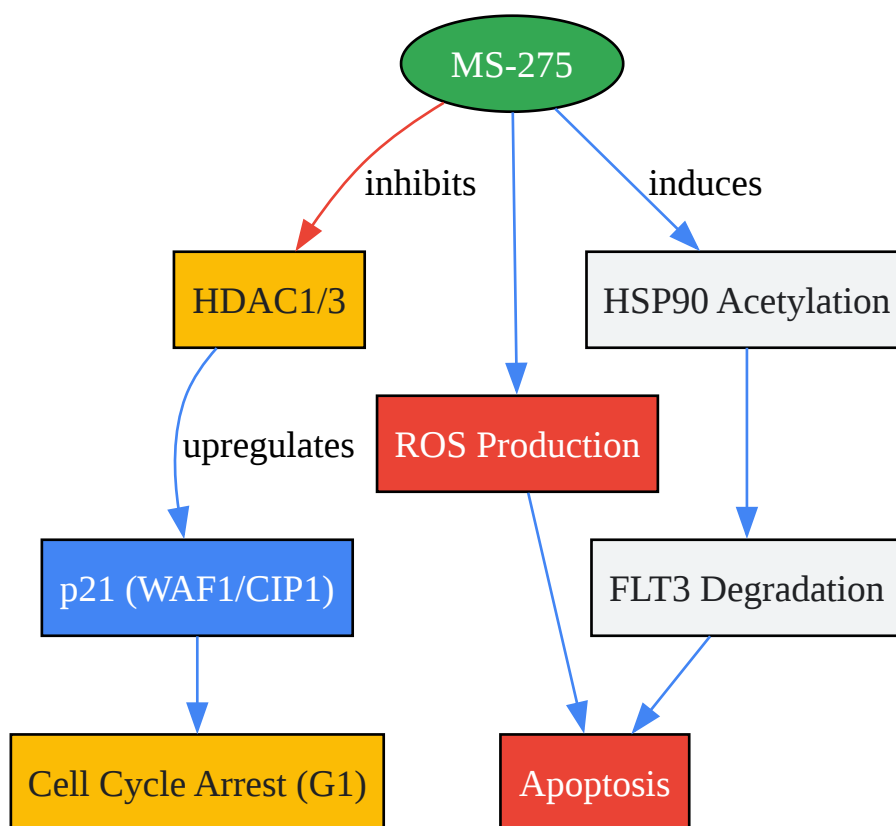 MS-275
inhibits
induces
HDAC1/3
HSP90 Acetylation
upregulates
ROS Production
p21 (WAF1/CIP1)
FLT3 Degradation
Cell Cycle Arrest (G1)
Apoptosis